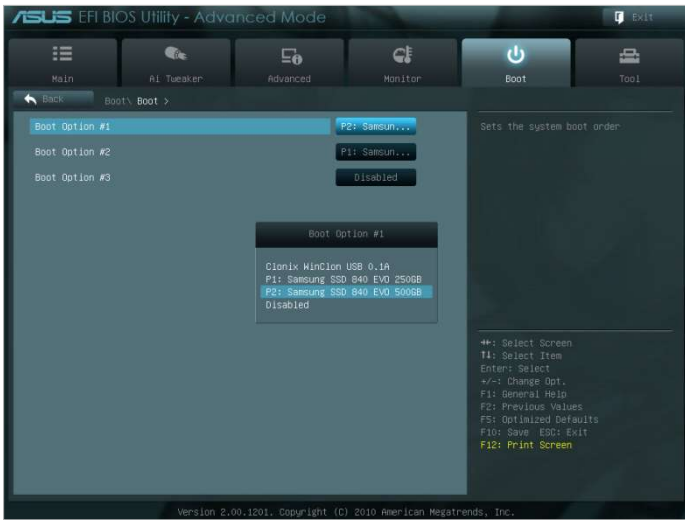 ASUS EFI BIOS Utility - Advanced Mode
Exit
Main
Ai Tweaker
Advanced
Monitor
Boot
Tool
Back
Boot\ Boot >
Boot Option #1
P2: Samsun...
Sets the system boot order
Boot Option #2
P1: Samsun...
Boot Option #3
Disabled
Boot Option #1
Clonix WinClon USB 0.1A
P1: Samsung SSD 840 EVO 250GB
P2: Samsung SSD 840 EVO 500GB
Disabled
→←: Select Screen
↑↓: Select Item
Enter: Select
+/-: Change Opt.
F1: General Help
F2: Previous Values
F5: Optimized Defaults
F10: Save  ESC: Exit
F12: Print Screen
Version 2.00.1201. Copyright (C) 2010 American Megatrends, Inc.